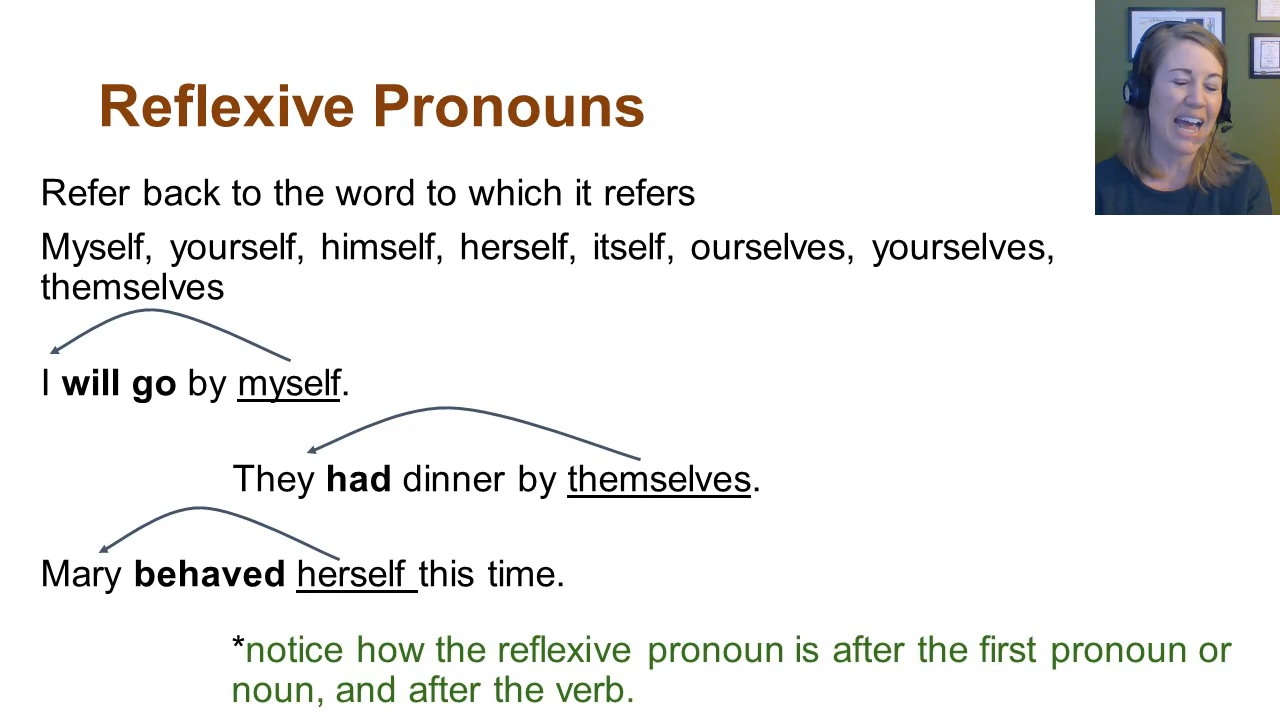 Reflexive Pronouns
Refer back to the word to which it refers
Myself, yourself, himself, herself, itself, ourselves, yourselves,
themselves
I will go by myself.
They had dinner by themselves.
Mary behaved herself this time.
*notice how the reflexive pronoun is after the first pronoun or
noun, and after the verb.